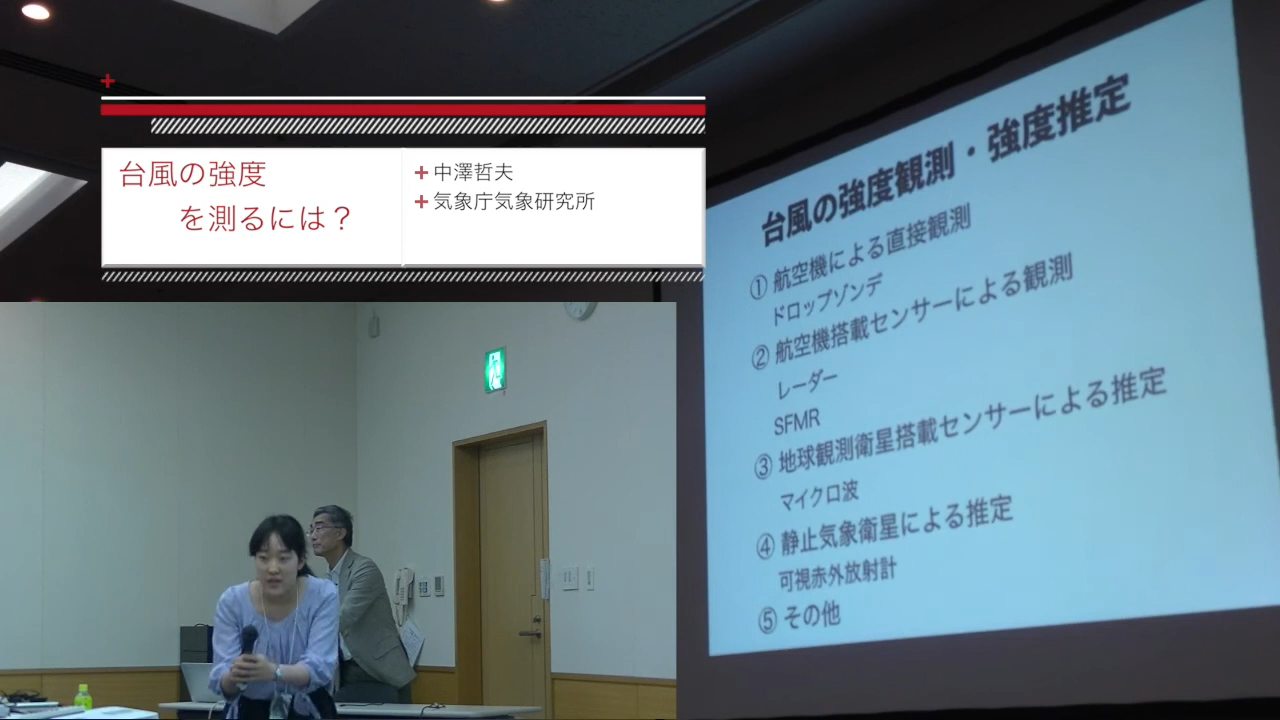 台風の強度
を測るには？
中澤哲夫
気象庁気象研究所
台風の強度観測・強度推定
① 航空機による直接観測
ドロップゾンデ
② 航空機搭載センサーによる観測
レーダー
SFMR
③ 地球観測衛星搭載センサーによる推定
マイクロ波
④ 静止気象衛星による推定
可視赤外放射計
⑤ その他